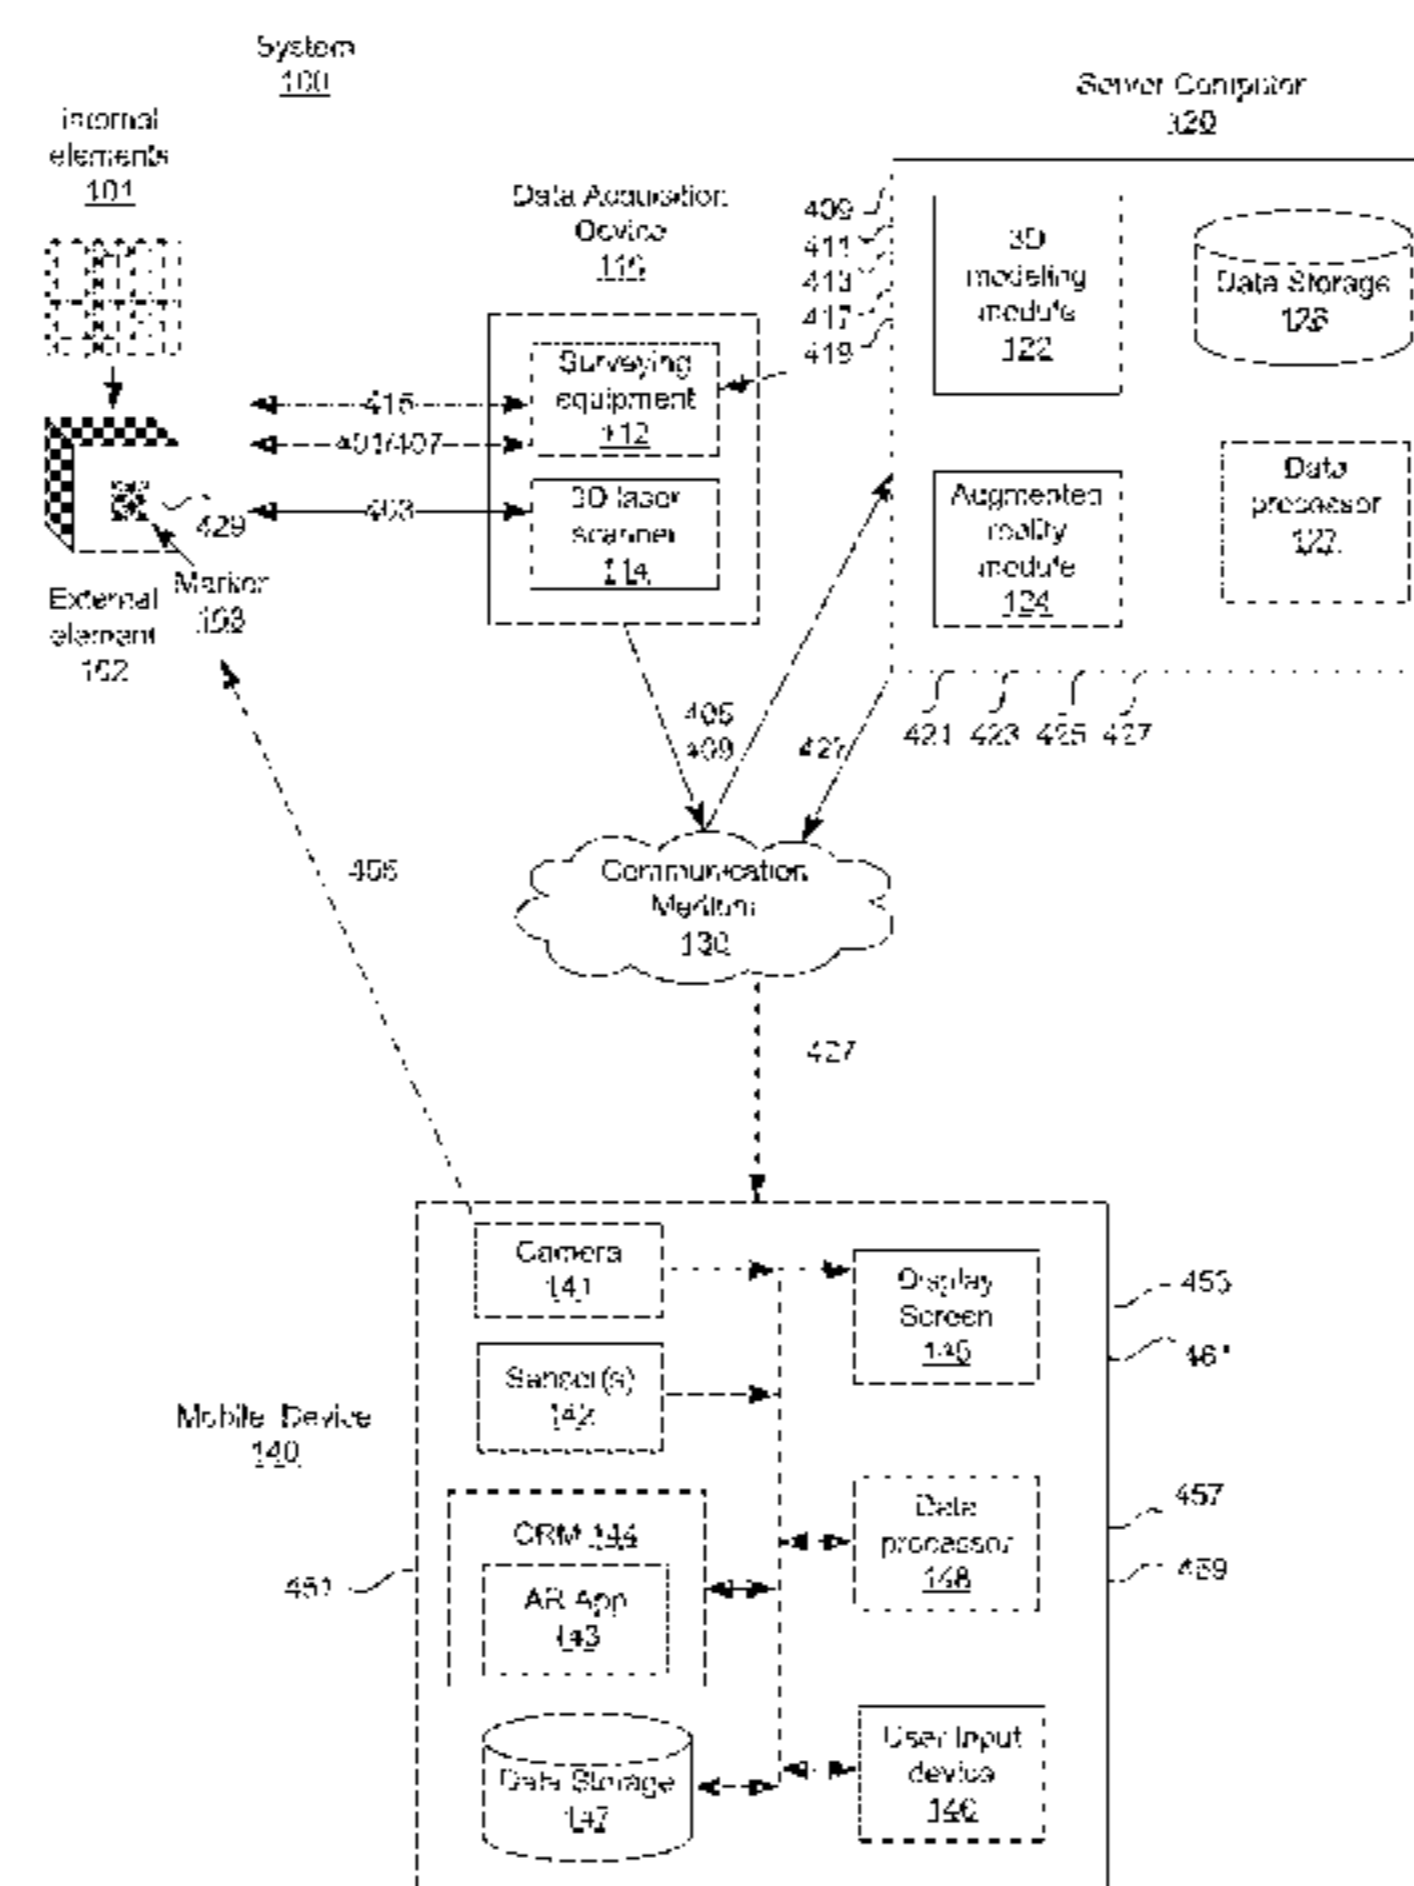 System
100
Internal
elements
101
Data Acquisition
Device
110
Server Computer
120
409
411
413
417
419
3D
modeling
module
122
Data Storage
126
Surveying
equipment
112
415
401/407
403
3D laser
scanner
114
429
Marker
103
External
element
102
Augmented
reality
module
124
Data
processor
421 423 425 427
405
409
427
Communication
Medium
130
427
Camera
141
Display
Screen
145
Sensor(s)
142
Mobile Device
140
CRM 144
AR App
143
Data
processor
148
457
459
451
Data Storage
147
User Input
device
146